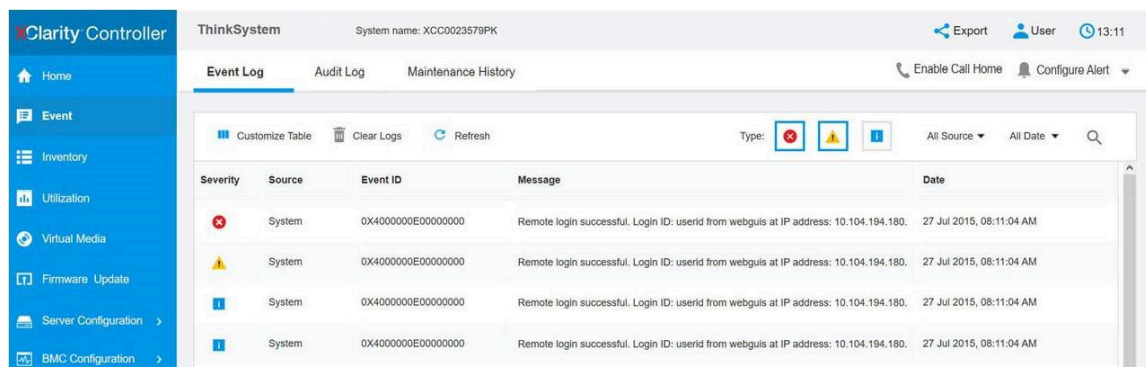 XClarity Controller
ThinkSystem System name: XCC0023579PK Export User 13:11
Home
Event Log Audit Log Maintenance History Enable Call Home Configure Alert
Event
Customize Table Clear Logs Refresh Type: All Source All Date
Inventory
Severity Source Event ID Message Date
Utilization
System 0X4000000E00000000 Remote login successful. Login ID: userid from webguis at IP address: 10.104.194.180. 27 Jul 2015, 08:11:04 AM
Virtual Media
System 0X4000000E00000000 Remote login successful. Login ID: userid from webguis at IP address: 10.104.194.180. 27 Jul 2015, 08:11:04 AM
Firmware Update
System 0X4000000E00000000 Remote login successful. Login ID: userid from webguis at IP address: 10.104.194.180. 27 Jul 2015, 08:11:04 AM
Server Configuration
System 0X4000000E00000000 Remote login successful. Login ID: userid from webguis at IP address: 10.104.194.180. 27 Jul 2015, 08:11:04 AM
BMC Configuration